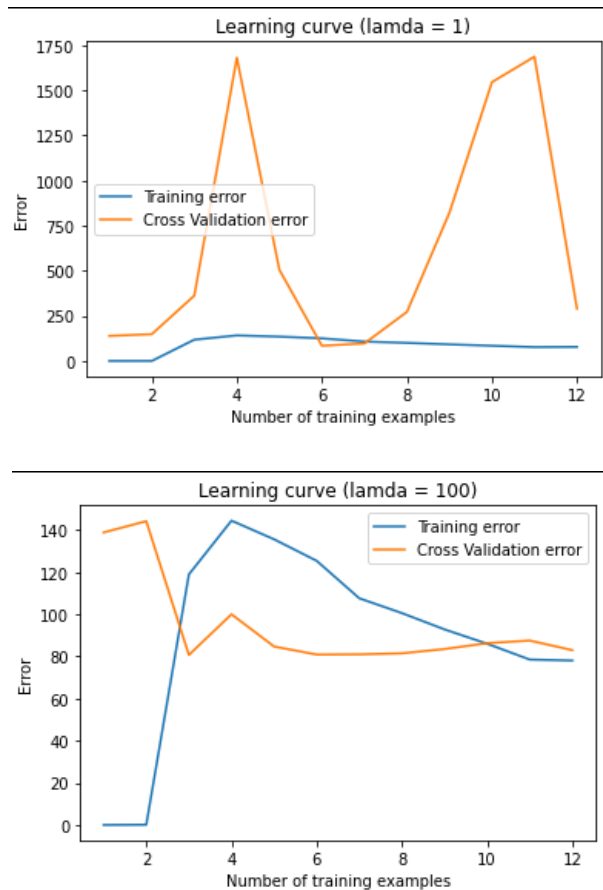 Learning curve (lamda = 1)
1750
1500
1250
1000
750
500
250
0
Error
Training error
Cross Validation error
2 4 6 8 10 12
Number of training examples
Learning curve (lamda = 100)
140
120
100
80
60
40
20
0
Error
Training error
Cross Validation error
2 4 6 8 10 12
Number of training examples